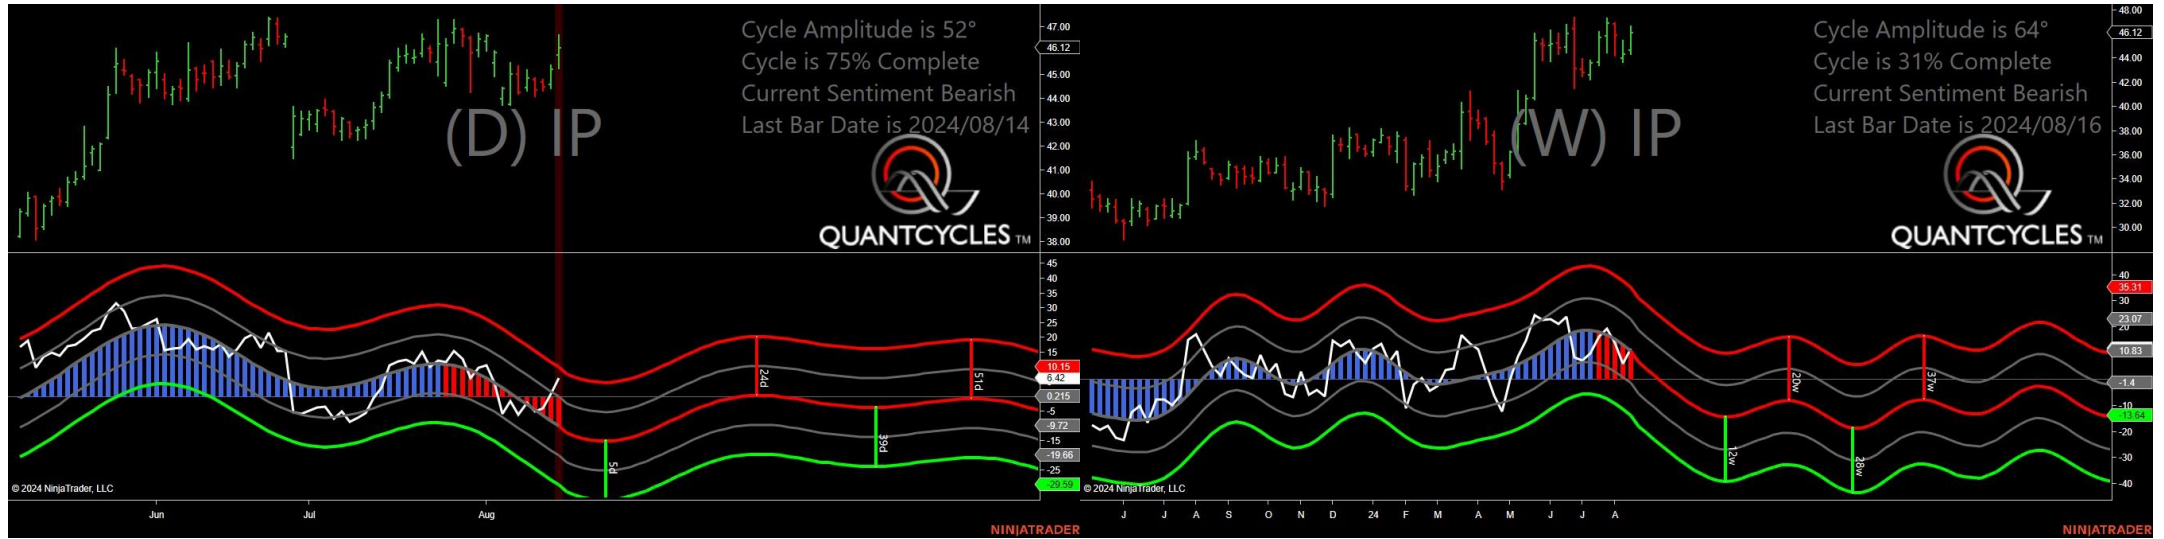 Cycle Amplitude is 52°
Cycle is 75% Complete
Current Sentiment Bearish
Last Bar Date is 2024/08/14
(D) IP
QUANTCYCLES TM
47.00
46.12
45.00
44.00
43.00
42.00
41.00
40.00
39.00
38.00
45
40
35
30
25
20
15
10.15
6.42
0.215
-5
-9.72
-15
-19.66
-25
-29.59
5d
24d
39d
51d
© 2024 NinjaTrader, LLC
Jun Jul Aug
NINJATRADER
Cycle Amplitude is 64°
Cycle is 31% Complete
Current Sentiment Bearish
Last Bar Date is 2024/08/16
(W) IP
QUANTCYCLES TM
48.00
46.12
44.00
42.00
40.00
38.00
36.00
34.00
32.00
30.00
40
35.31
30
23.07
20
10.83
-1.4
-10
-13.64
-20
-30
-40
12w
20w
28w
37w
© 2024 NinjaTrader, LLC
J J A S O N D 24 F M A M J J A
NINJATRADER